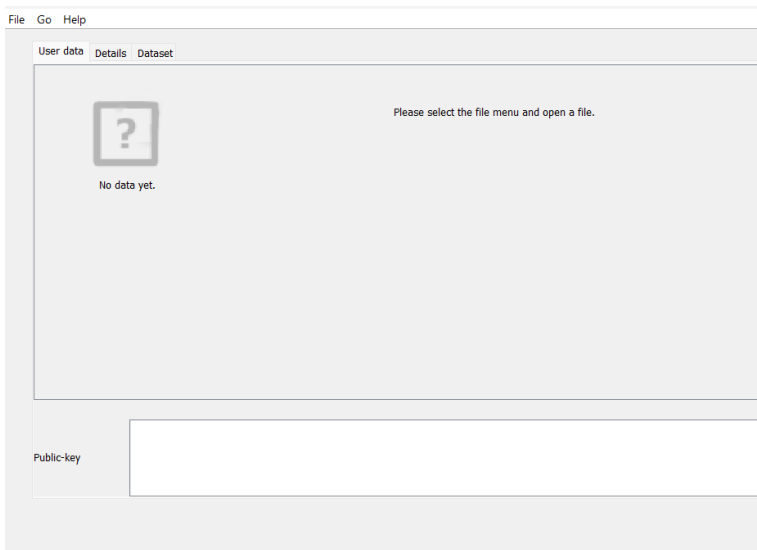 File Go Help
User data Details Dataset
?
Please select the file menu and open a file.
No data yet.
Public-key